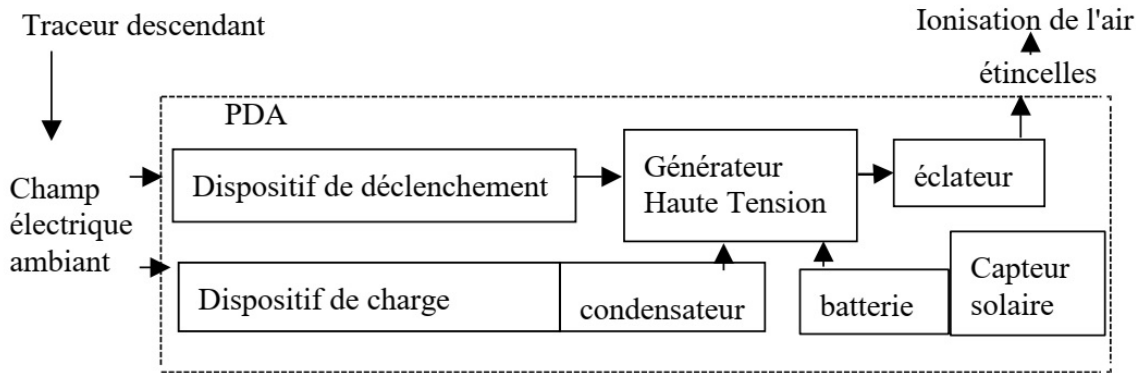 Traceur descendant
Ionisation de l'air
étincelles
PDA
Champ
électrique
ambiant
Dispositif de déclenchement
Générateur
Haute Tension
éclateur
Dispositif de charge
condensateur
batterie
Capteur
solaire